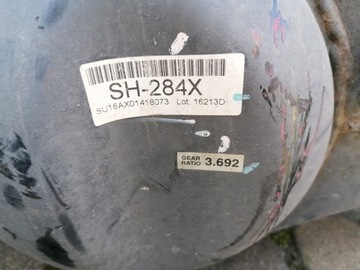 SH-284X
SU16AX01418073 Lot: 16213D
GEAR RATIO 3.692